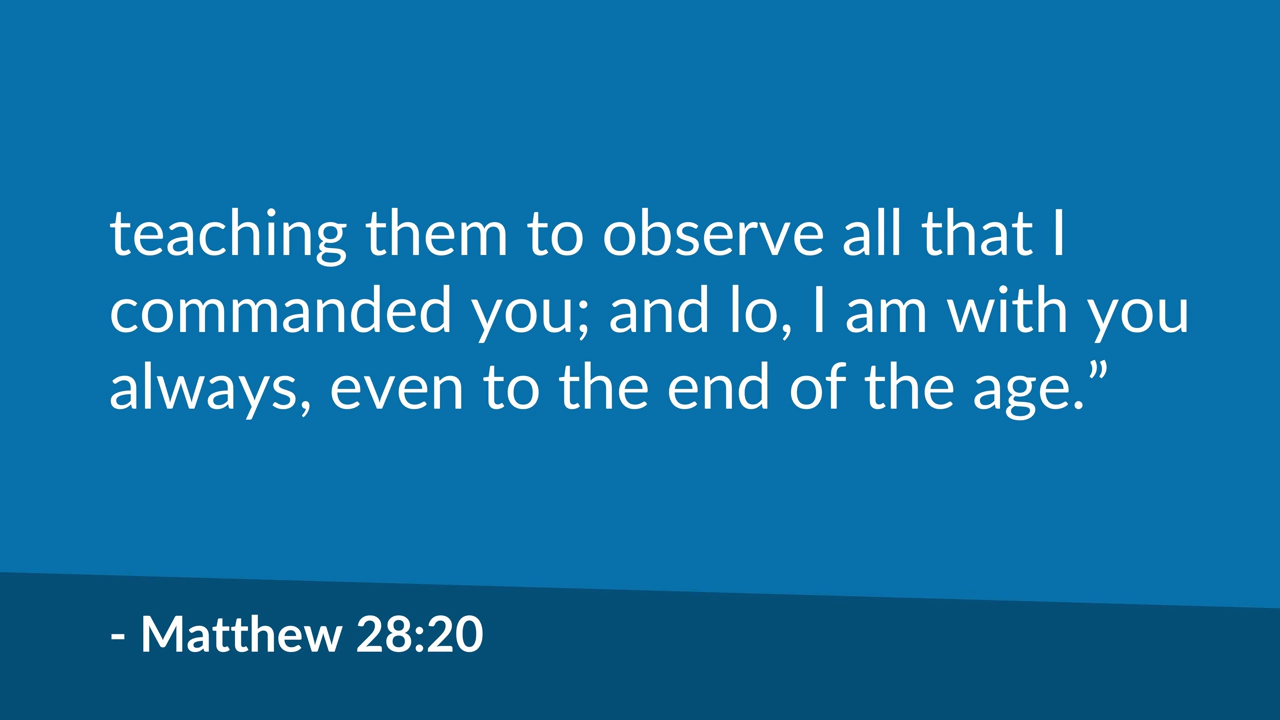 teaching them to observe all that I
commanded you; and lo, I am with you
always, even to the end of the age.”
- Matthew 28:20